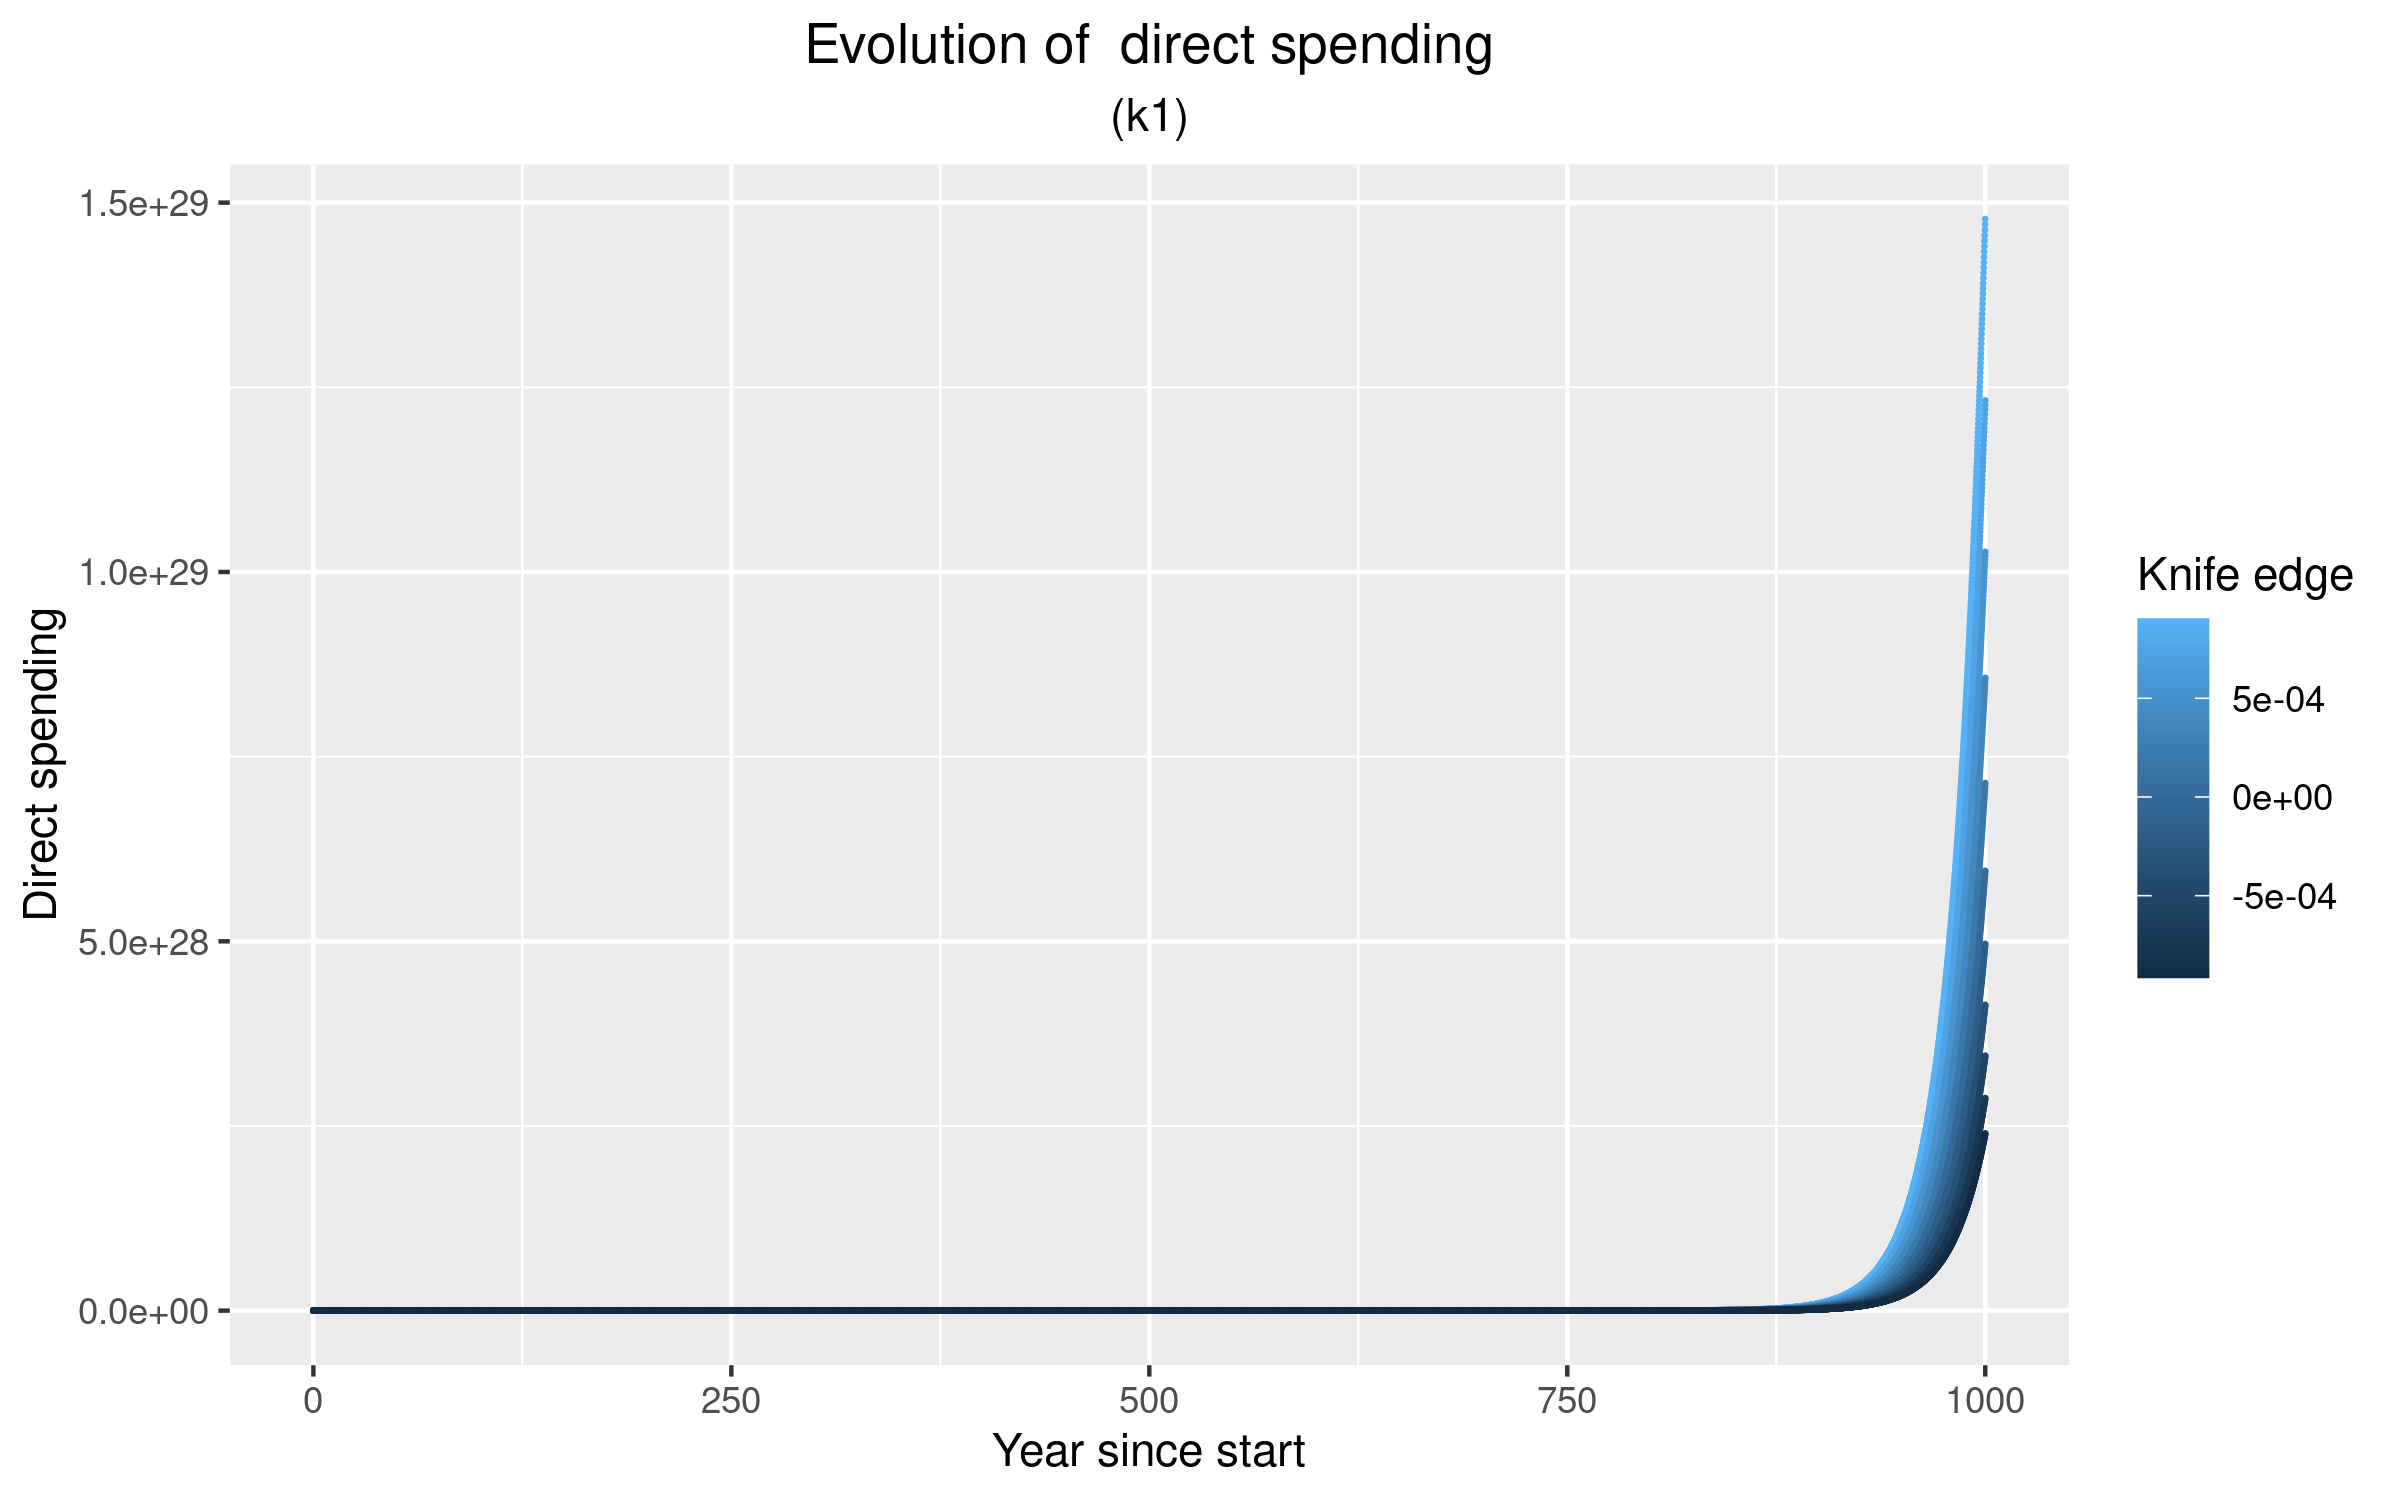 Evolution of  direct spending
(k1)
Direct spending
1.5e+29
1.0e+29
5.0e+28
0.0e+00
0
250
500
750
1000
Year since start
Knife edge
5e-04
0e+00
-5e-04